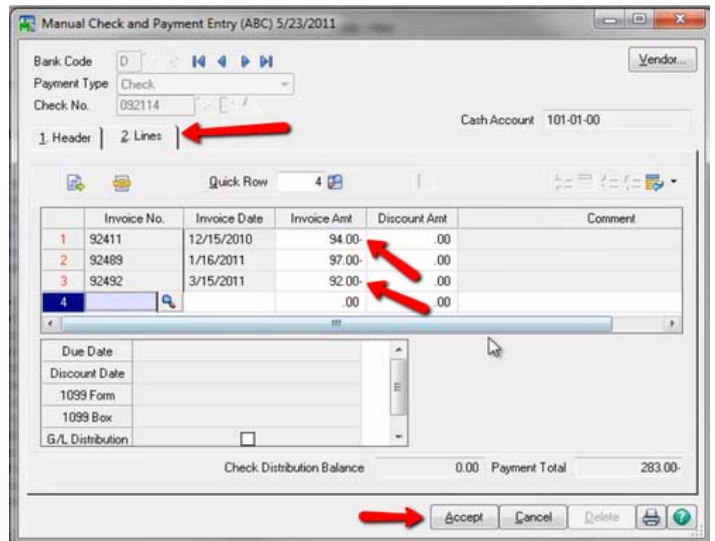 Manual Check and Payment Entry (ABC) 5/23/2011
Bank Code D
Vendor...
Payment Type Check
Check No. 092114
Cash Account 101-01-00
1. Header 2. Lines
Quick Row 4
Invoice No. Invoice Date Invoice Amt Discount Amt Comment
1 92411 12/15/2010 94.00- .00
2 92489 1/16/2011 97.00- .00
3 92492 3/15/2011 92.00- .00
4 .00 .00
Due Date
Discount Date
1099 Form
1099 Box
G/L Distribution
Check Distribution Balance 0.00 Payment Total 283.00-
Accept Cancel Delete